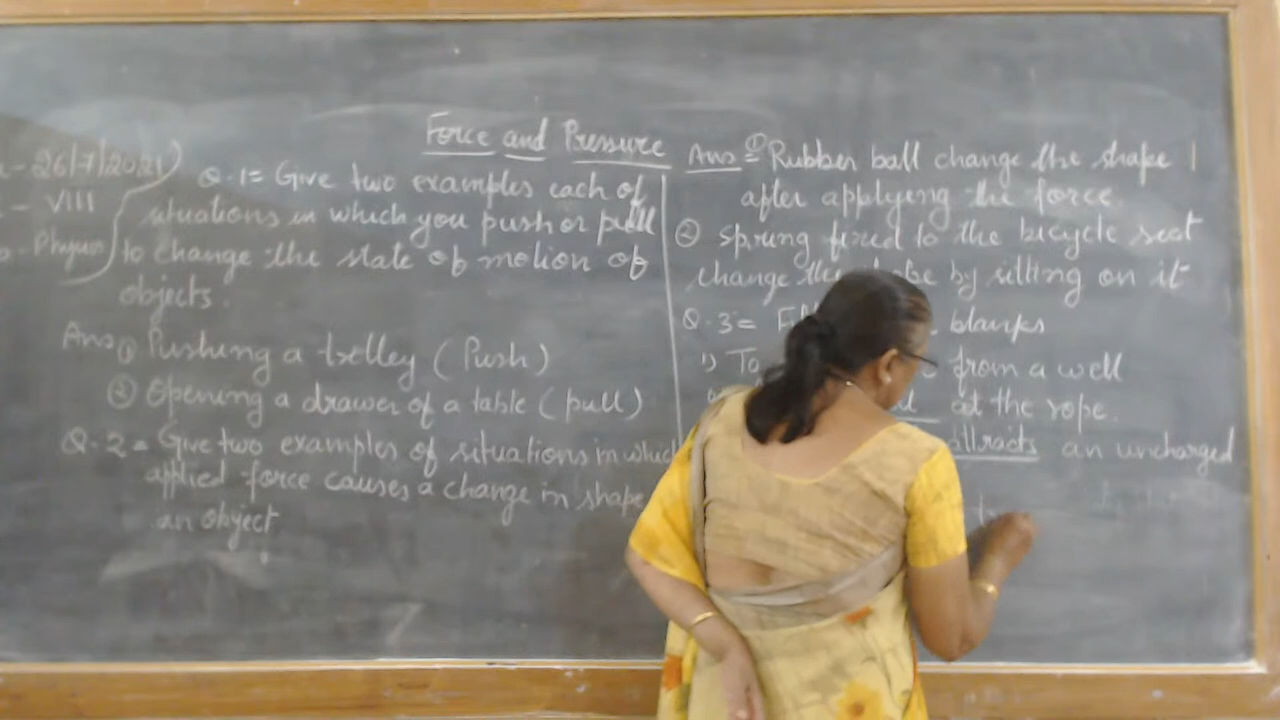 Force and Pressure
- 26/7/2021
- VIII
- Physics
Q.1= Give two examples each of
situations in which you push or pull
to change the state of motion of
objects.
Ans ① Pushing a trolley (Push)
② Opening a drawer of a table (pull)
Q.2= Give two examples of situations in which
applied force causes a change in shape
an object
Ans = ① Rubber ball change the shape
after applying the force
② spring fixed to the bicycle seat
change the by sitting on it
Q.3= blanks
1) To from a well
at the rope.
attracts an uncharged